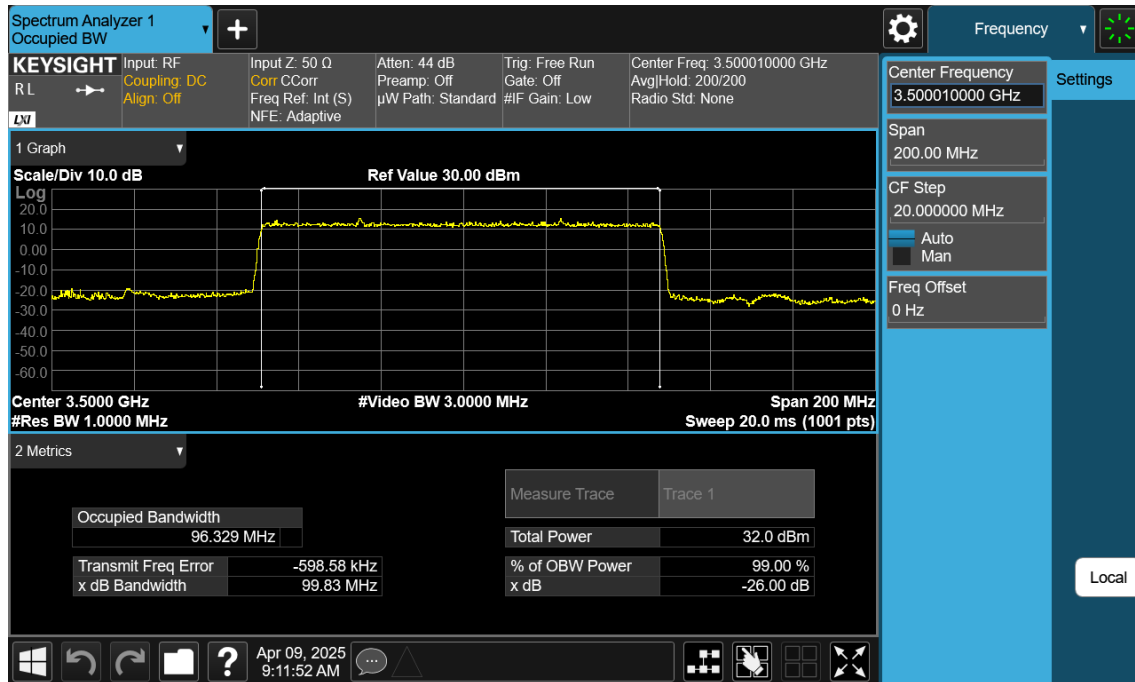 Spectrum Analyzer 1
Occupied BW
+
Frequency
KEYSIGHT
R L
LXI
Input: RF
Coupling: DC
Align: Off
Input Z: 50 Ω
Corr CCorr
Freq Ref: Int (S)
NFE: Adaptive
Atten: 44 dB
Preamp: Off
µW Path: Standard
Trig: Free Run
Gate: Off
#IF Gain: Low
Center Freq: 3.500010000 GHz
Avg|Hold: 200/200
Radio Std: None
Center Frequency
3.500010000 GHz
Settings
Span
200.00 MHz
CF Step
20.000000 MHz
Auto
Man
Freq Offset
0 Hz
1 Graph
Scale/Div 10.0 dB
Ref Value 30.00 dBm
Log
20.0
10.0
0.00
-10.0
-20.0
-30.0
-40.0
-50.0
-60.0
Center 3.5000 GHz
#Video BW 3.0000 MHz
Span 200 MHz
#Res BW 1.0000 MHz
Sweep 20.0 ms (1001 pts)
2 Metrics
Measure Trace
Trace 1
Occupied Bandwidth
96.329 MHz
Total Power
32.0 dBm
Transmit Freq Error
-598.58 kHz
% of OBW Power
99.00 %
x dB Bandwidth
99.83 MHz
x dB
-26.00 dB
Local
?
Apr 09, 2025
9:11:52 AM